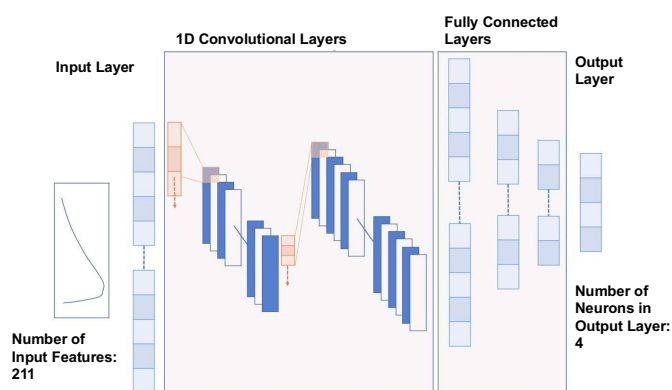 1D Convolutional Layers
Fully Connected
Layers
Input Layer
Output
Layer
Number of
Input Features:
211
Number of
Neurons in
Output Layer:
4